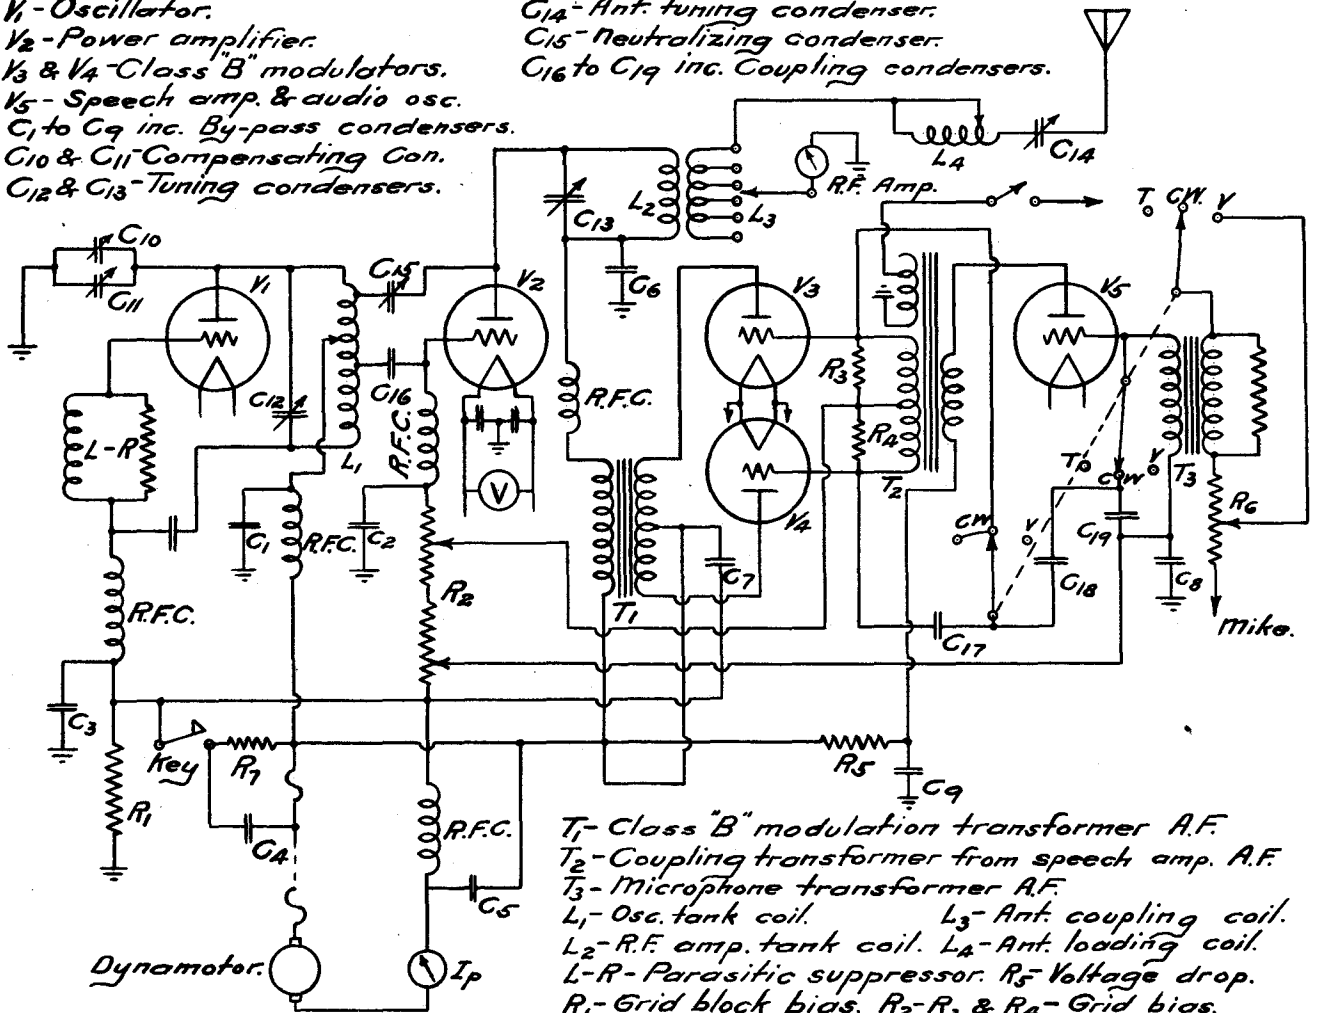 V1 - Oscillator.
V2 - Power amplifier.
V3 & V4 - Class "B" modulators.
V5 - Speech amp. & audio osc.
C1 to C9 inc. By-pass condensers.
C10 & C11 - Compensating Con.
C12 & C13 - Tuning condensers.
C14 - Ant. tuning condenser.
C15 - Neutralizing condenser.
C16 to C19 inc. Coupling condensers.
L4
C14
R.F. Amp.
L2
L3
C13
C6
T CW. V
C10
C11
V1
C15
V2
V3
V5
C12
C16
R.F.C.
R.F.C.
R3
R4
L-R
L1
V
V4
T2
T CW V
T3
R6
C1
R.F.C.
C2
R2
T1
C7
CW
V
C19
C18
C8
R.F.C.
C17
Mike.
C3
Key
R7
R5
C9
R1
C4
R.F.C.
C5
Dynamotor.
Ip
T1 - Class "B" modulation transformer A.F.
T2 - Coupling transformer from speech amp. A.F.
T3 - Microphone transformer A.F.
L1 - Osc. tank coil. L3 - Ant. coupling coil.
L2 - R.F. amp. tank coil. L4 - Ant. loading coil.
L-R - Parasitic suppressor. R5 - Voltage drop.
R1 - Grid block bias. R2 - R3 & R4 - Grid bias.